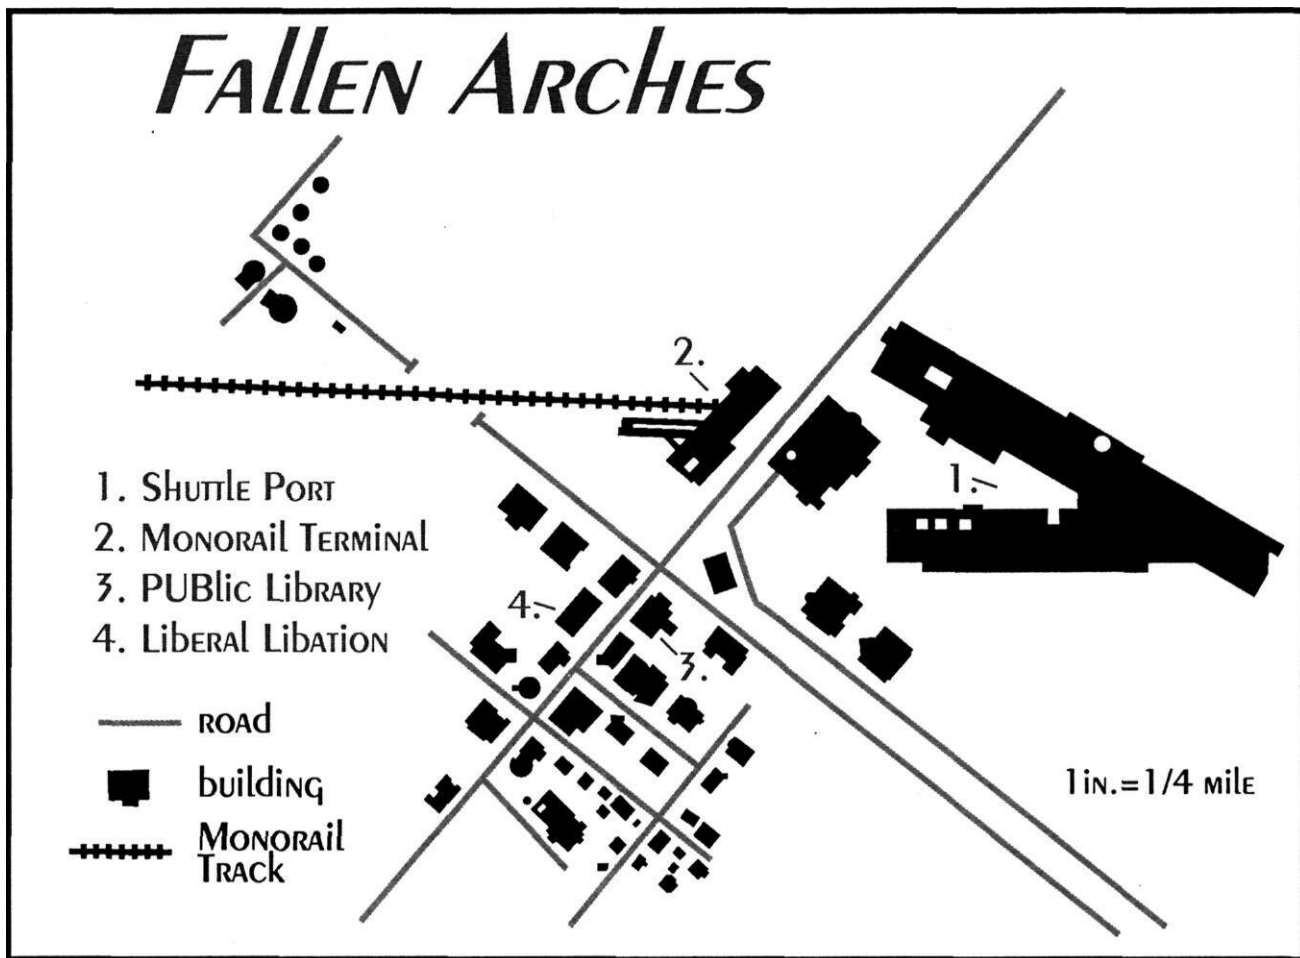 Fallen Arches
2.
1.
4.
3.
1. Shuttle Port
2. Monorail Terminal
3. PUBlic Library
4. Liberal Libation
road
building
Monorail
Track
1 in. = 1/4 mile